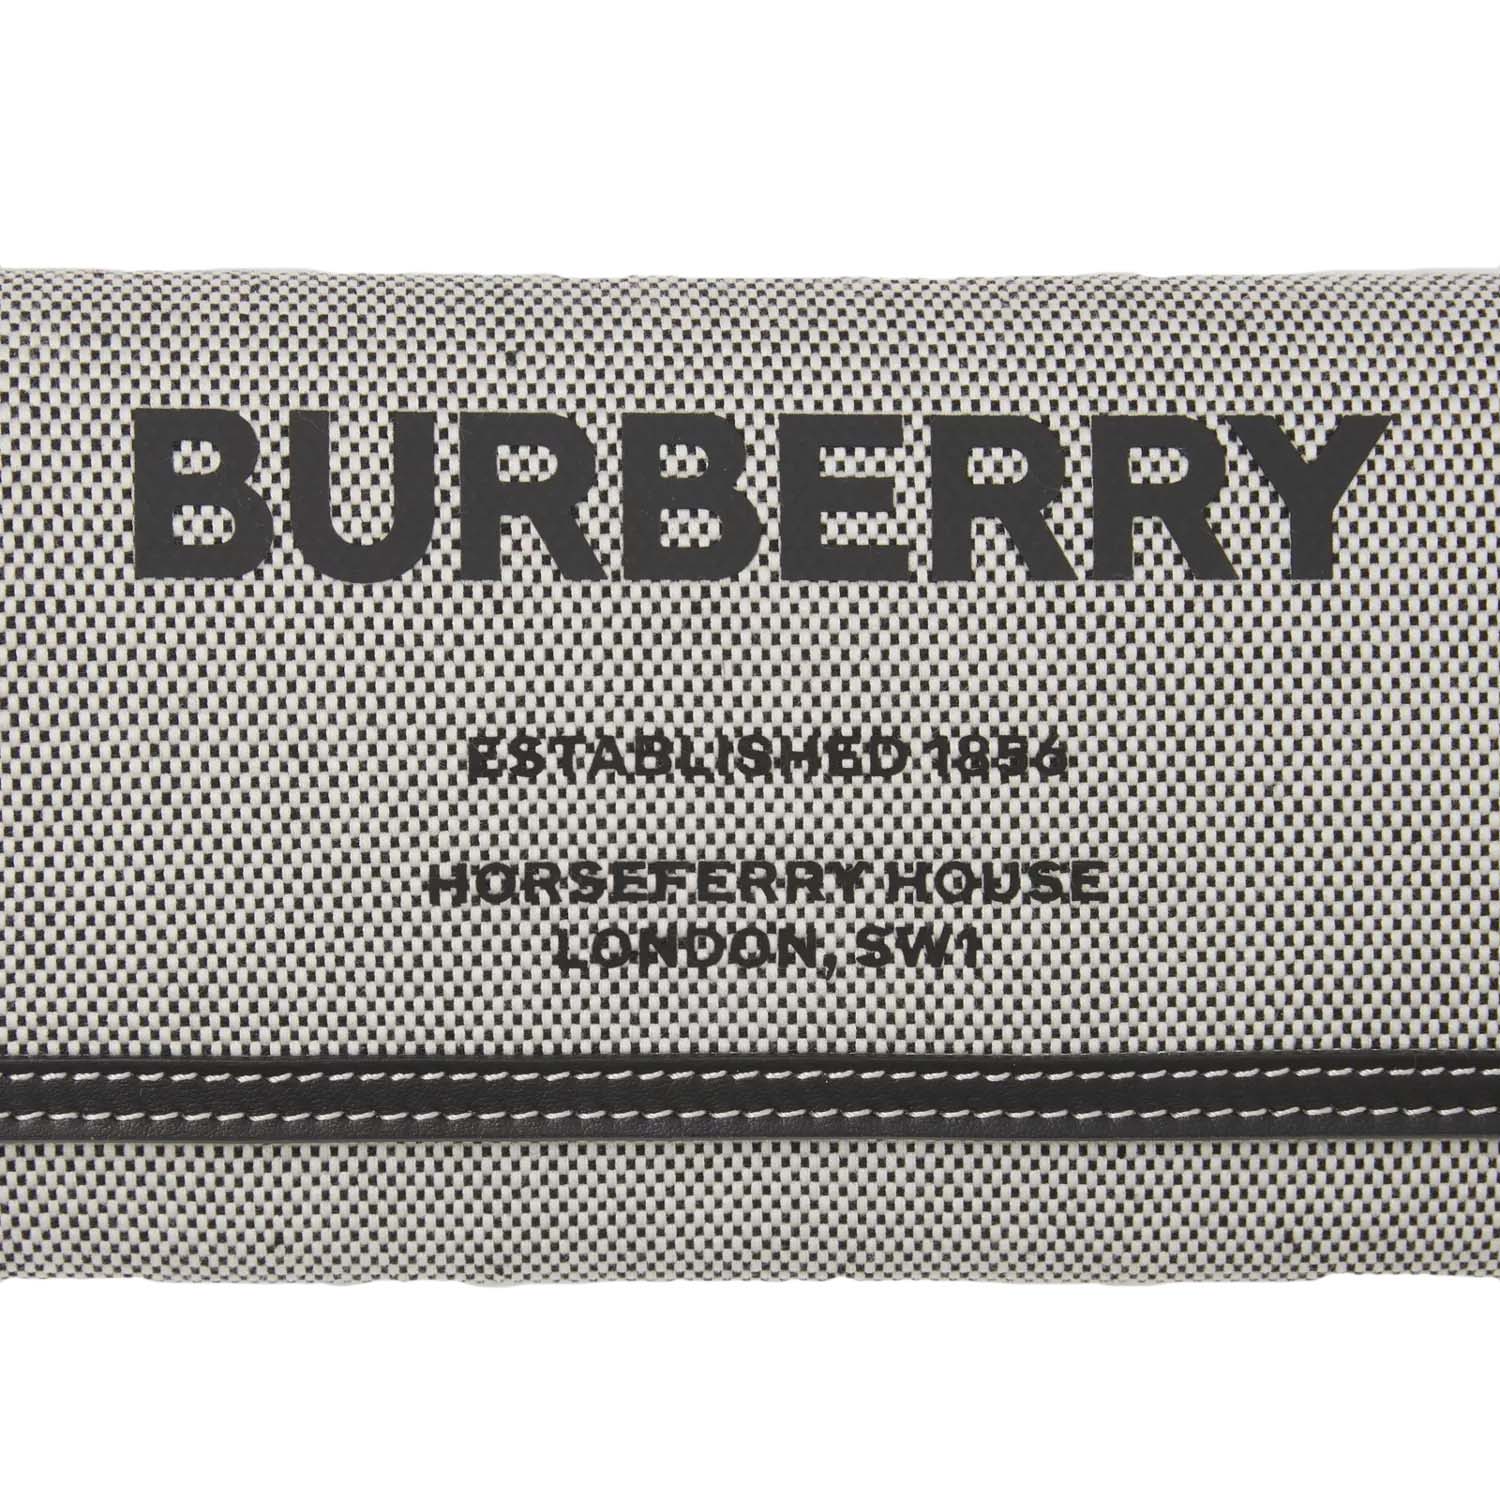 BURBERRY
ESTABLISHED 1856
HORSEFERRY HOUSE
LONDON, SW1